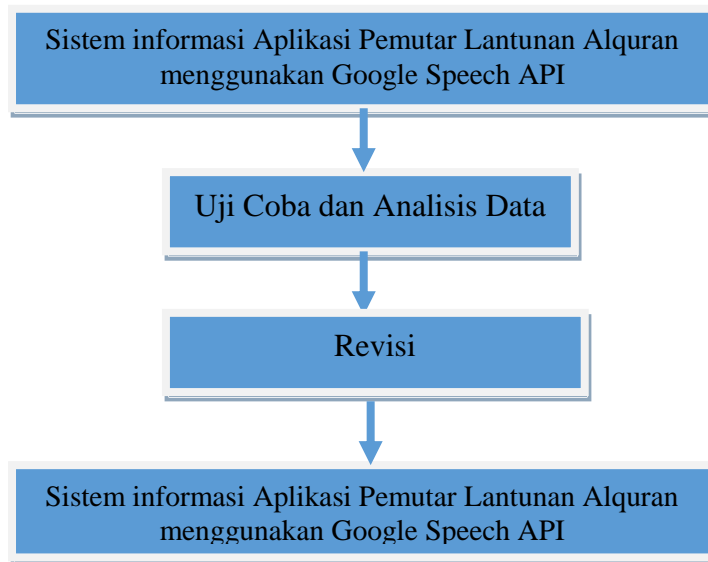 Sistem informasi Aplikasi Pemutar Lantunan Alquran
menggunakan Google Speech API
Uji Coba dan Analisis Data
Revisi
Sistem informasi Aplikasi Pemutar Lantunan Alquran
menggunakan Google Speech API